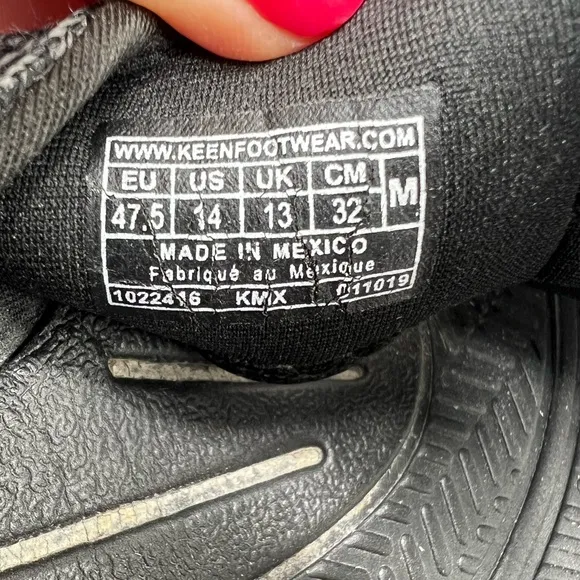 WWW.KEENFOOTWEAR.COM
EU US UK CM M
47.5 14 13 32
MADE IN MEXICO
Fabriqué au Mexique
1022416 KMX 011019